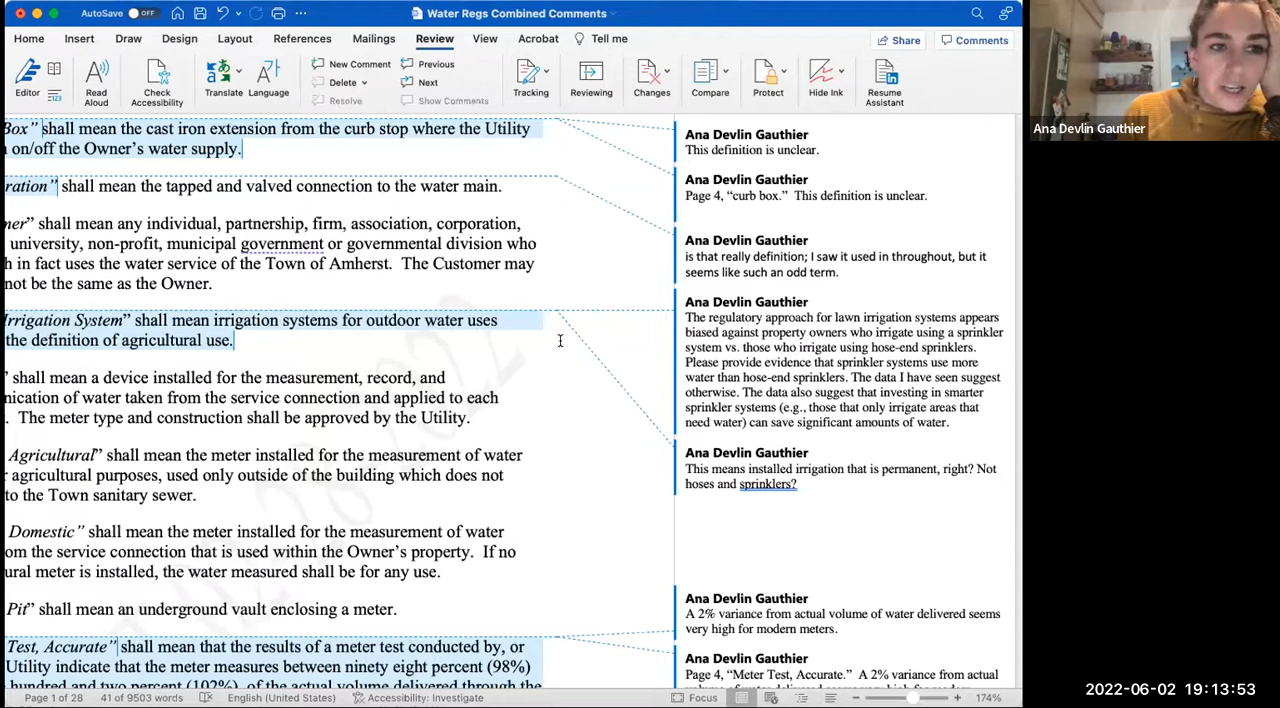 AutoSave OFF
Water Regs Combined Comments
Home Insert Draw Design Layout References Mailings Review View Acrobat Tell me Share Comments
Editor Read Aloud Check Accessibility Translate Language New Comment Delete Resolve Previous Next Show Comments Tracking Reviewing Changes Compare Protect Hide Ink Resume Assistant
Box” shall mean the cast iron extension from the curb stop where the Utility
on/off the Owner’s water supply.
ration” shall mean the tapped and valved connection to the water main.
mer” shall mean any individual, partnership, firm, association, corporation,
university, non-profit, municipal government or governmental division who
h in fact uses the water service of the Town of Amherst. The Customer may
not be the same as the Owner.
Irrigation System” shall mean irrigation systems for outdoor water uses
the definition of agricultural use.
” shall mean a device installed for the measurement, record, and
nication of water taken from the service connection and applied to each
. The meter type and construction shall be approved by the Utility.
Agricultural” shall mean the meter installed for the measurement of water
r agricultural purposes, used only outside of the building which does not
to the Town sanitary sewer.
Domestic” shall mean the meter installed for the measurement of water
om the service connection that is used within the Owner’s property. If no
ural meter is installed, the water measured shall be for any use.
Pit” shall mean an underground vault enclosing a meter.
Test, Accurate” shall mean that the results of a meter test conducted by, or
Utility indicate that the meter measures between ninety eight percent (98%)
hundred and two percent (102%), of the actual volume delivered through the
Ana Devlin Gauthier
This definition is unclear.
Ana Devlin Gauthier
Page 4, “curb box.” This definition is unclear.
Ana Devlin Gauthier
is that really definition; I saw it used in throughout, but it
seems like such an odd term.
Ana Devlin Gauthier
The regulatory approach for lawn irrigation systems appears
biased against property owners who irrigate using a sprinkler
system vs. those who irrigate using hose-end sprinklers.
Please provide evidence that sprinkler systems use more
water than hose-end sprinklers. The data I have seen suggest
otherwise. The data also suggest that investing in smarter
sprinkler systems (e.g., those that only irrigate areas that
need water) can save significant amounts of water.
Ana Devlin Gauthier
This means installed irrigation that is permanent, right? Not
hoses and sprinklers?
Ana Devlin Gauthier
A 2% variance from actual volume of water delivered seems
very high for modern meters.
Ana Devlin Gauthier
Page 4, “Meter Test, Accurate.” A 2% variance from actual
Page 1 of 28 41 of 9503 words English (United States) Accessibility: Investigate Focus 174%
Ana Devlin Gauthier
2022-06-02 19:13:53